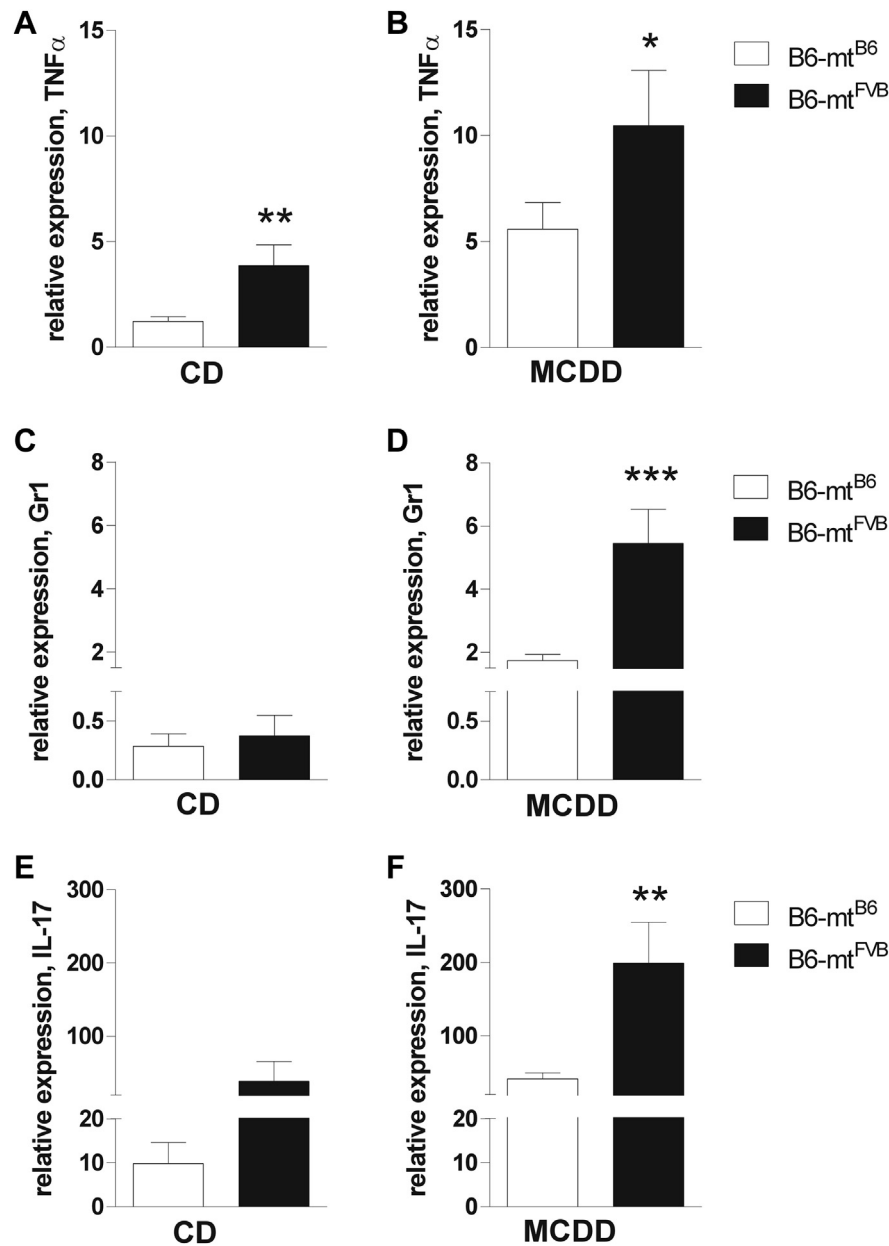 A
relative expression, TNFα
15
10
5
0
**
CD
B
relative expression, TNFα
15
10
5
0
*
MCDD
B6-mtB6
B6-mtFVB
C
relative expression, Gr1
8
6
4
2
0.5
0.0
CD
D
relative expression, Gr1
8
6
4
2
0.5
0.0
***
MCDD
B6-mtB6
B6-mtFVB
E
relative expression, IL-17
300
200
100
20
10
0
CD
F
relative expression, IL-17
300
200
100
20
10
0
**
MCDD
B6-mtB6
B6-mtFVB